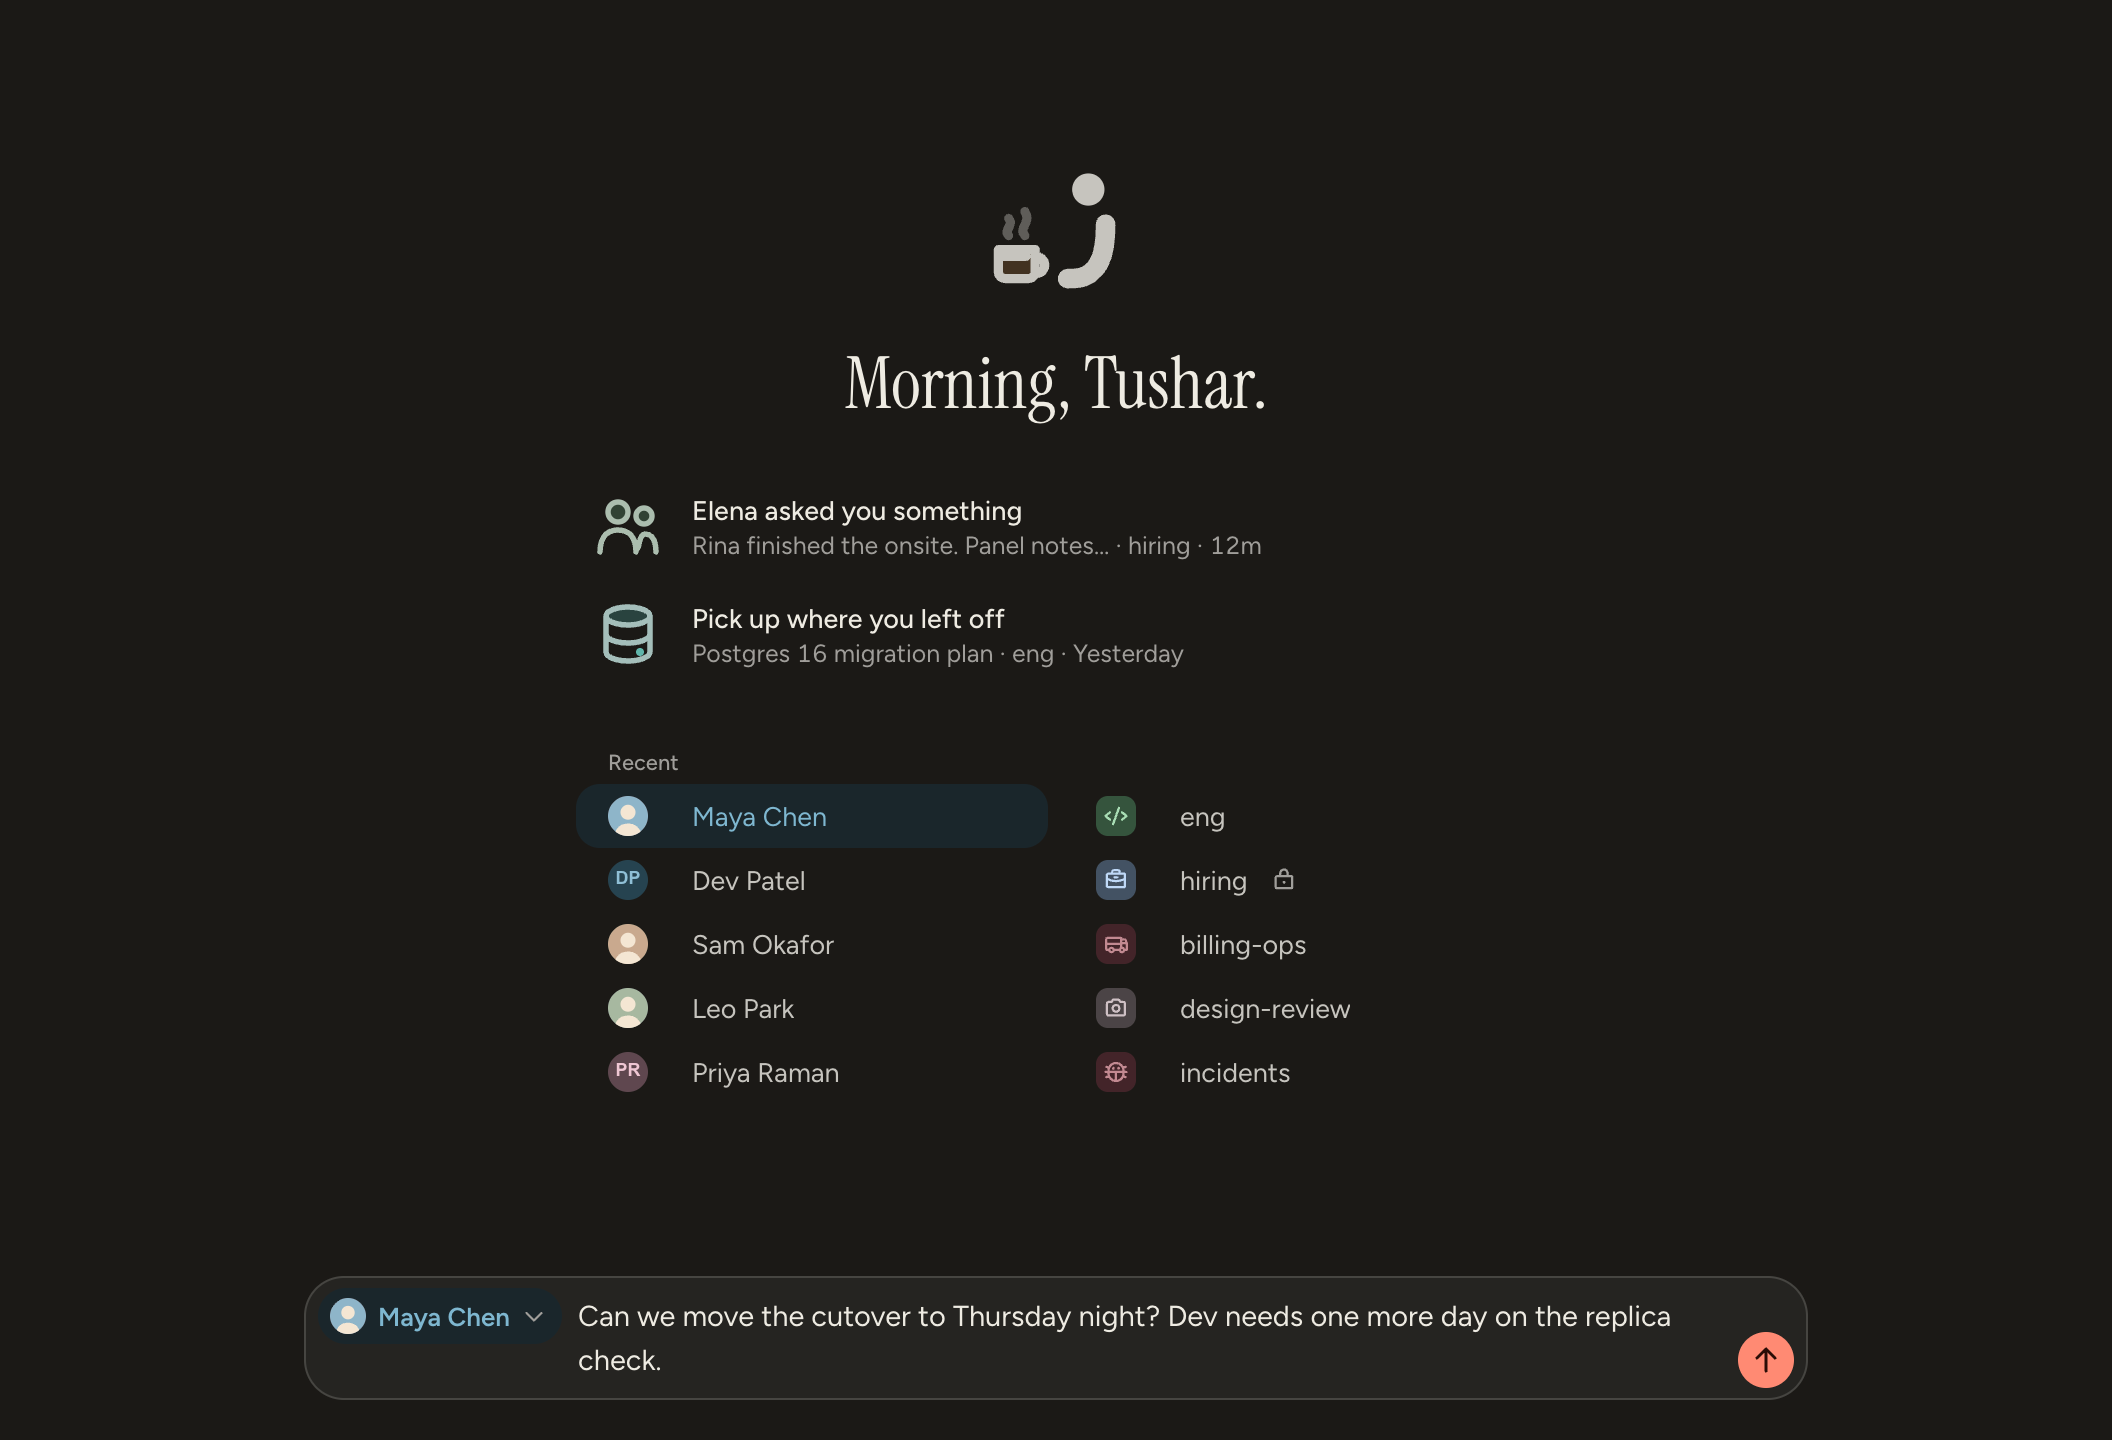 Morning, Tushar.
Elena asked you something
Rina finished the onsite. Panel notes... · hiring · 12m
Pick up where you left off
Postgres 16 migration plan · eng · Yesterday
Recent
Maya Chen
DP Dev Patel
Sam Okafor
Leo Park
PR Priya Raman
eng
hiring
billing-ops
design-review
incidents
Maya Chen
Can we move the cutover to Thursday night? Dev needs one more day on the replica
check.